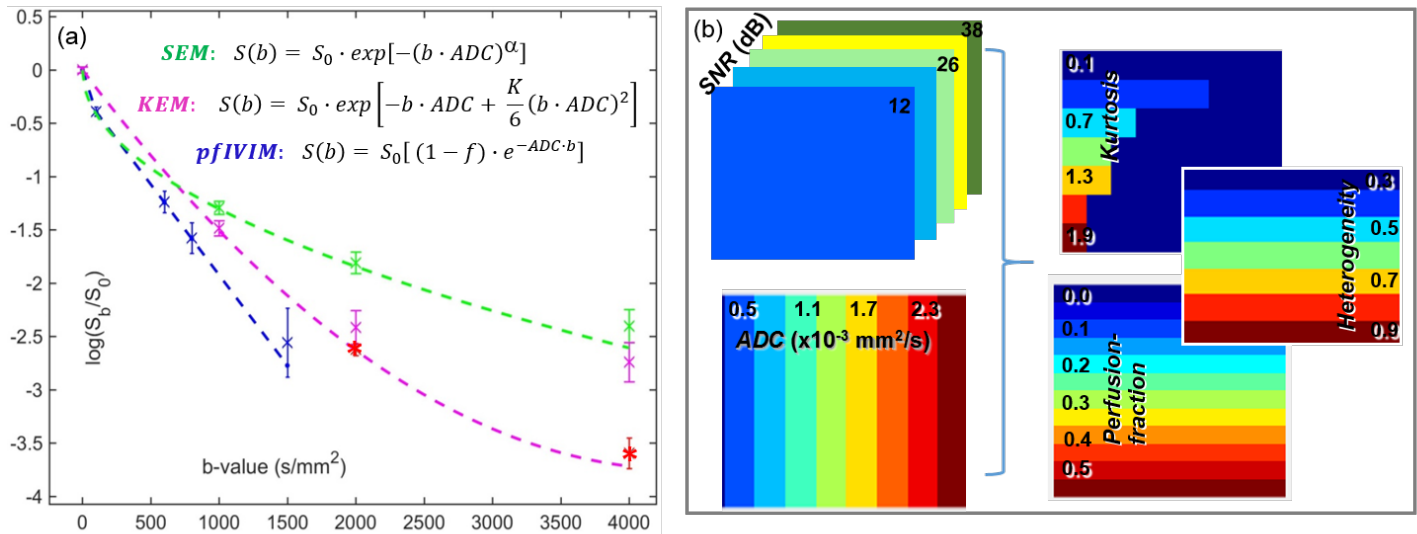 (a)
SEM: S(b) = S₀ · exp[−(b · ADC)^α]
KEM: S(b) = S₀ · exp[−b · ADC + K/6 (b · ADC)²]
pfIVIM: S(b) = S₀[ (1 − f) · e^(−ADC·b)]
0.5
0
-0.5
-1
-1.5
-2
-2.5
-3
-3.5
-4
log(S_b/S₀)
b-value (s/mm²)
0 500 1000 1500 2000 2500 3000 3500 4000
(b)
SNR (dB)
38
26
12
0.5 1.1 1.7 2.3
ADC (x10⁻³ mm²/s)
0.1
0.7
1.3
1.9
Kurtosis
0.3
0.5
0.7
0.9
Heterogeneity
0.0
0.1
0.2
0.3
0.4
0.5
Perfusion-
fraction